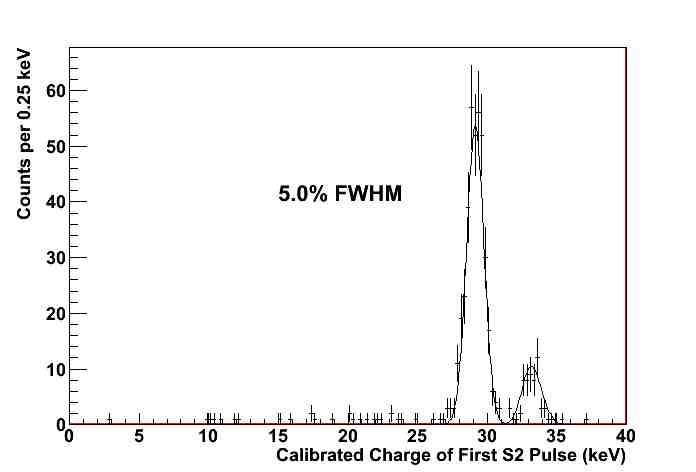 Counts per 0.25 keV
60
50
40
30
20
10
0
5.0% FWHM
0 5 10 15 20 25 30 35 40
Calibrated Charge of First S2 Pulse (keV)